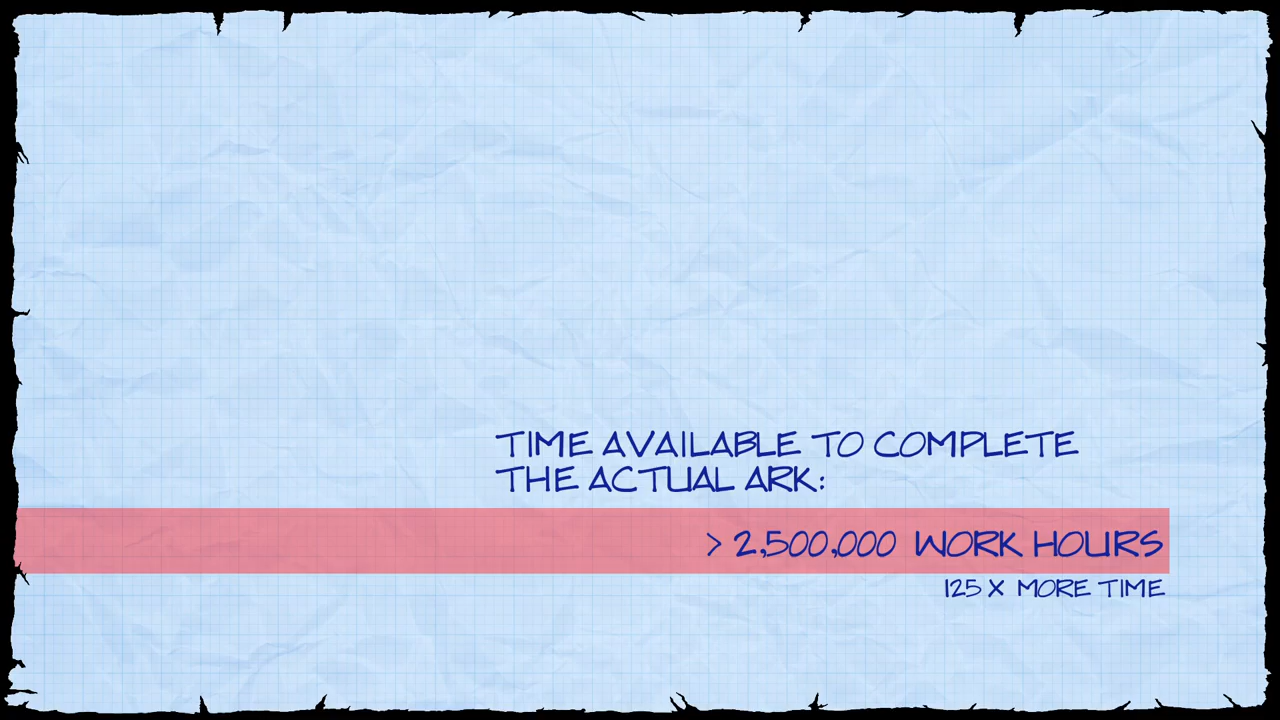 TIME AVAILABLE TO COMPLETE
THE ACTUAL ARK:
> 2,500,000 WORK HOURS
125 X MORE TIME